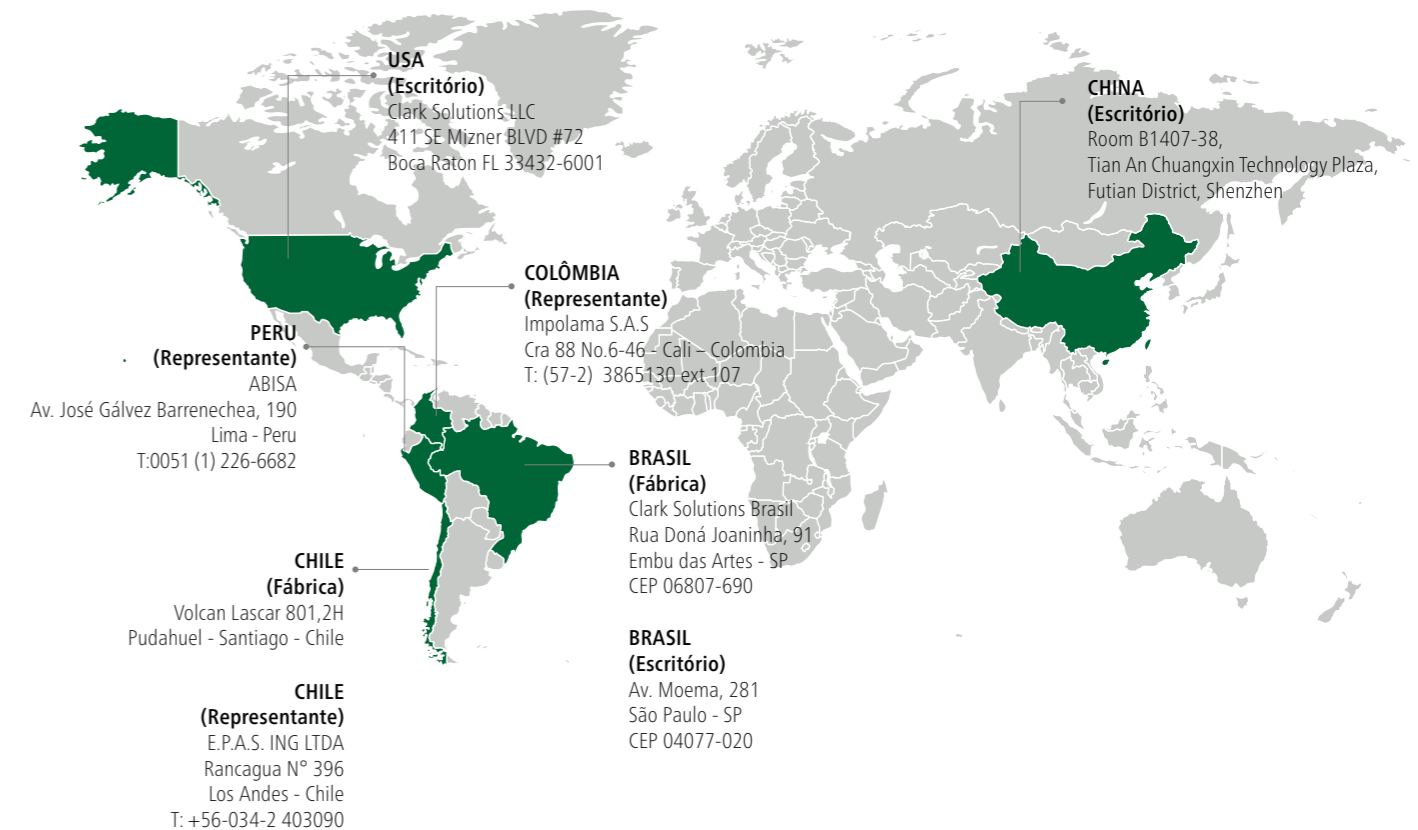 USA
(Escritório)
Clark Solutions LLC
411 SE Mizner BLVD #72
Boca Raton FL 33432-6001
CHINA
(Escritório)
Room B1407-38,
Tian An Chuangxin Technology Plaza,
Futian District, Shenzhen
COLÔMBIA
(Representante)
Impolama S.A.S
Cra 88 No.6-46 - Cali – Colombia
T: (57-2) 3865130 ext 107
PERU
(Representante)
ABISA
Av. José Gálvez Barrenechea, 190
Lima - Peru
T:0051 (1) 226-6682
BRASIL
(Fábrica)
Clark Solutions Brasil
Rua Doná Joaninha, 91
Embu das Artes - SP
CEP 06807-690
CHILE
(Fábrica)
Volcan Lascar 801,2H
Pudahuel - Santiago - Chile
BRASIL
(Escritório)
Av. Moema, 281
São Paulo - SP
CEP 04077-020
CHILE
(Representante)
E.P.A.S. ING LTDA
Rancagua N° 396
Los Andes - Chile
T: +56-034-2 403090